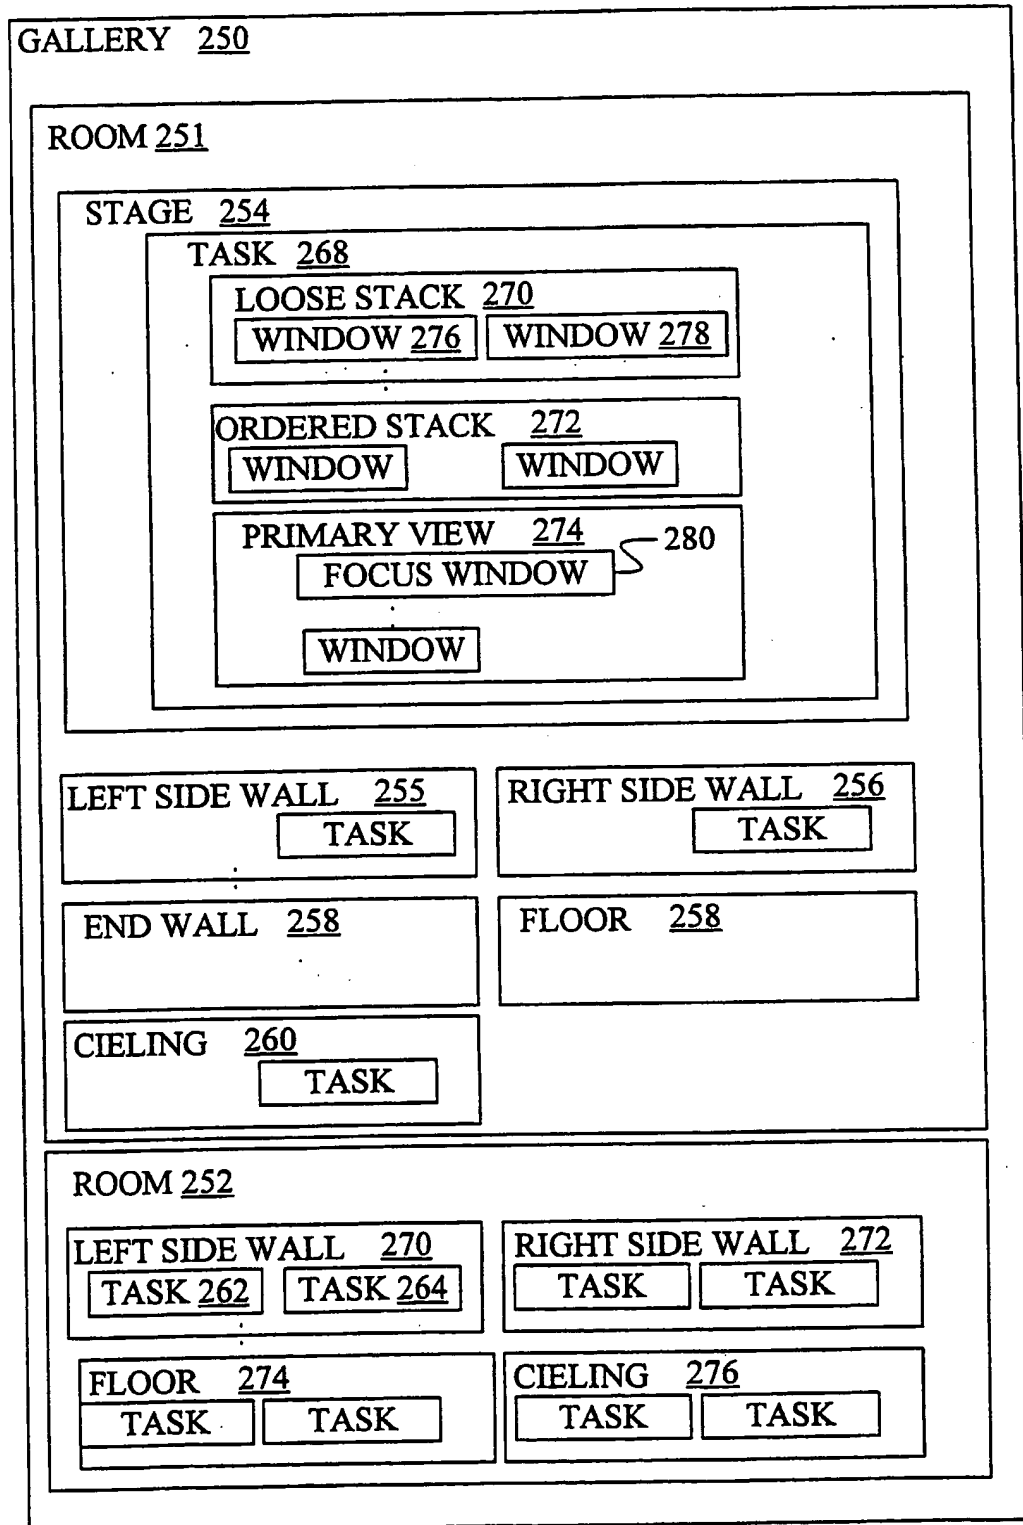 GALLERY 250
ROOM 251
STAGE 254
TASK 268
LOOSE STACK 270
WINDOW 276 WINDOW 278
ORDERED STACK 272
WINDOW WINDOW
PRIMARY VIEW 274 280
FOCUS WINDOW
WINDOW
LEFT SIDE WALL 255
TASK
RIGHT SIDE WALL 256
TASK
END WALL 258
FLOOR 258
CIELING 260
TASK
ROOM 252
LEFT SIDE WALL 270
TASK 262 TASK 264
RIGHT SIDE WALL 272
TASK TASK
FLOOR 274
TASK TASK
CIELING 276
TASK TASK